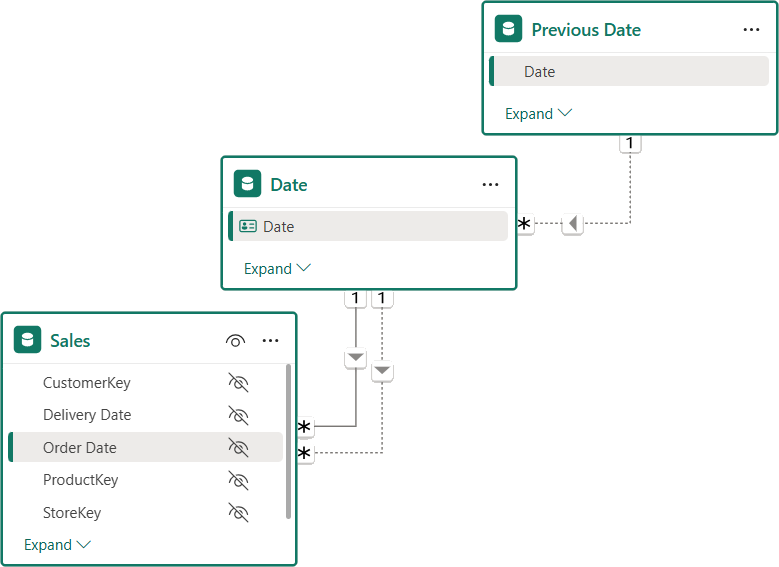 Previous Date
Date
Expand
1
Date
*
Date
Expand
1 1
Sales
CustomerKey
Delivery Date
*
Order Date
*
ProductKey
StoreKey
Expand